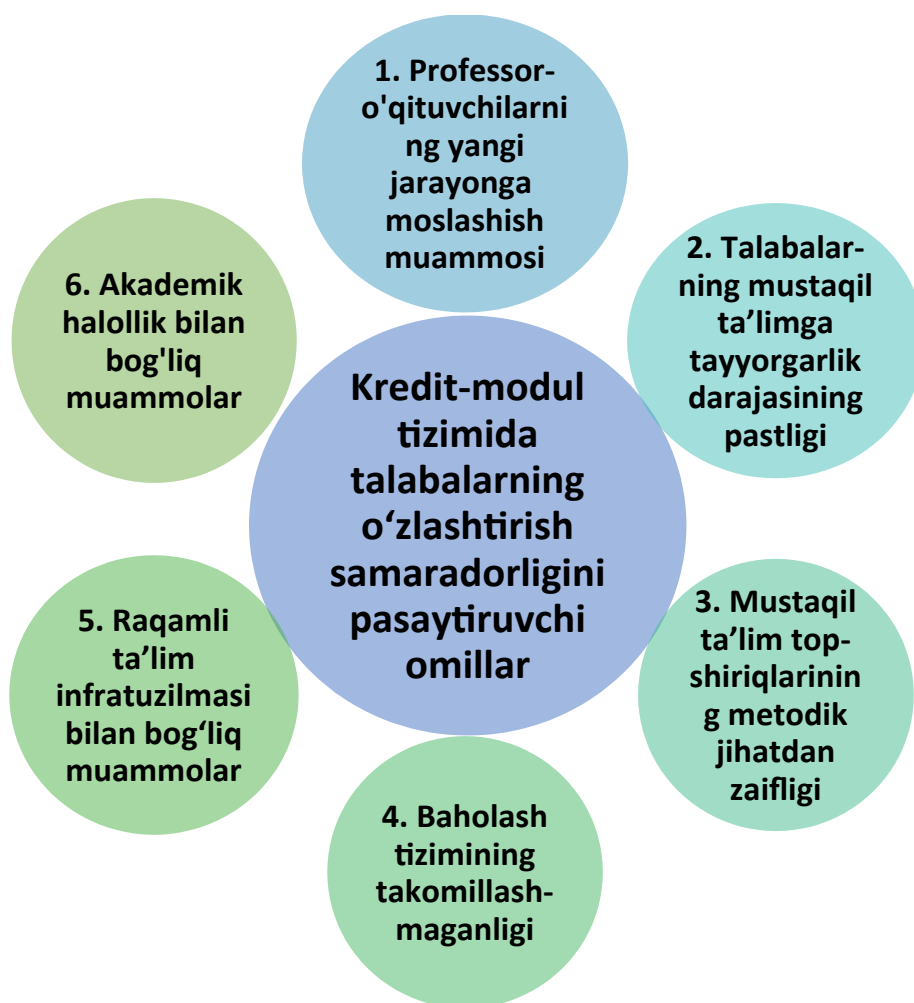 1. Professor-
o'qituvchilarni
ng yangi
jarayonga
moslashish
muammosi
2. Talabalar-
ning mustaqil
ta’limga
tayyorgarlik
darajasining
pastligi
3. Mustaqil
ta’lim top-
shiriqlarinin
g metodik
jihatdan
zaifligi
4. Baholash
tizimining
takomillash-
maganligi
5. Raqamli
ta’lim
infratuzilmasi
bilan bog‘liq
muammolar
6. Akademik
halollik bilan
bog'liq
muammolar
Kredit-modul
tizimida
talabalarning
o‘zlashtirish
samaradorligini
pasaytiruvchi
omillar